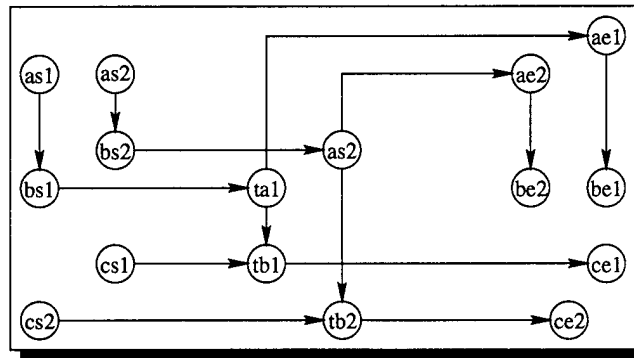 ae1
as1 as2 ae2
bs2 as2
bs1 ta1 be2 be1
cs1 tb1 ce1
cs2 tb2 ce2